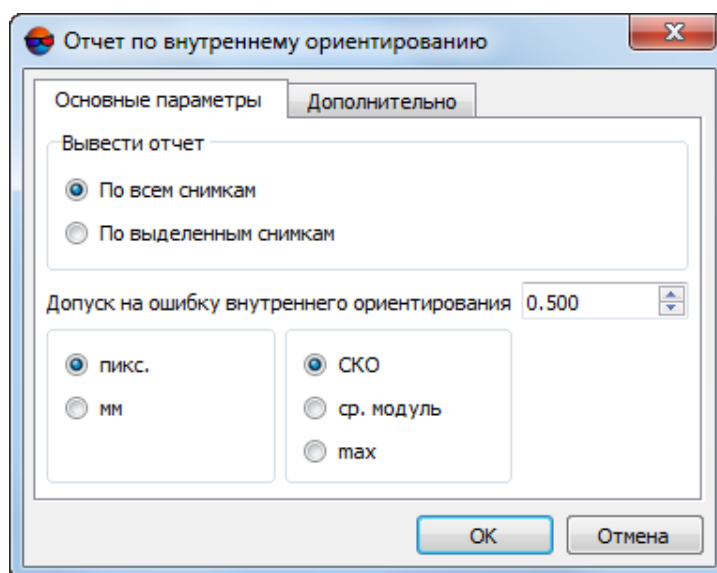 Отчет по внутреннему ориентированию
Основные параметры
Дополнительно
Вывести отчет
По всем снимкам
По выделенным снимкам
Допуск на ошибку внутреннего ориентирования 0.500
пикс.
мм
СКО
ср. модуль
max
OK
Отмена